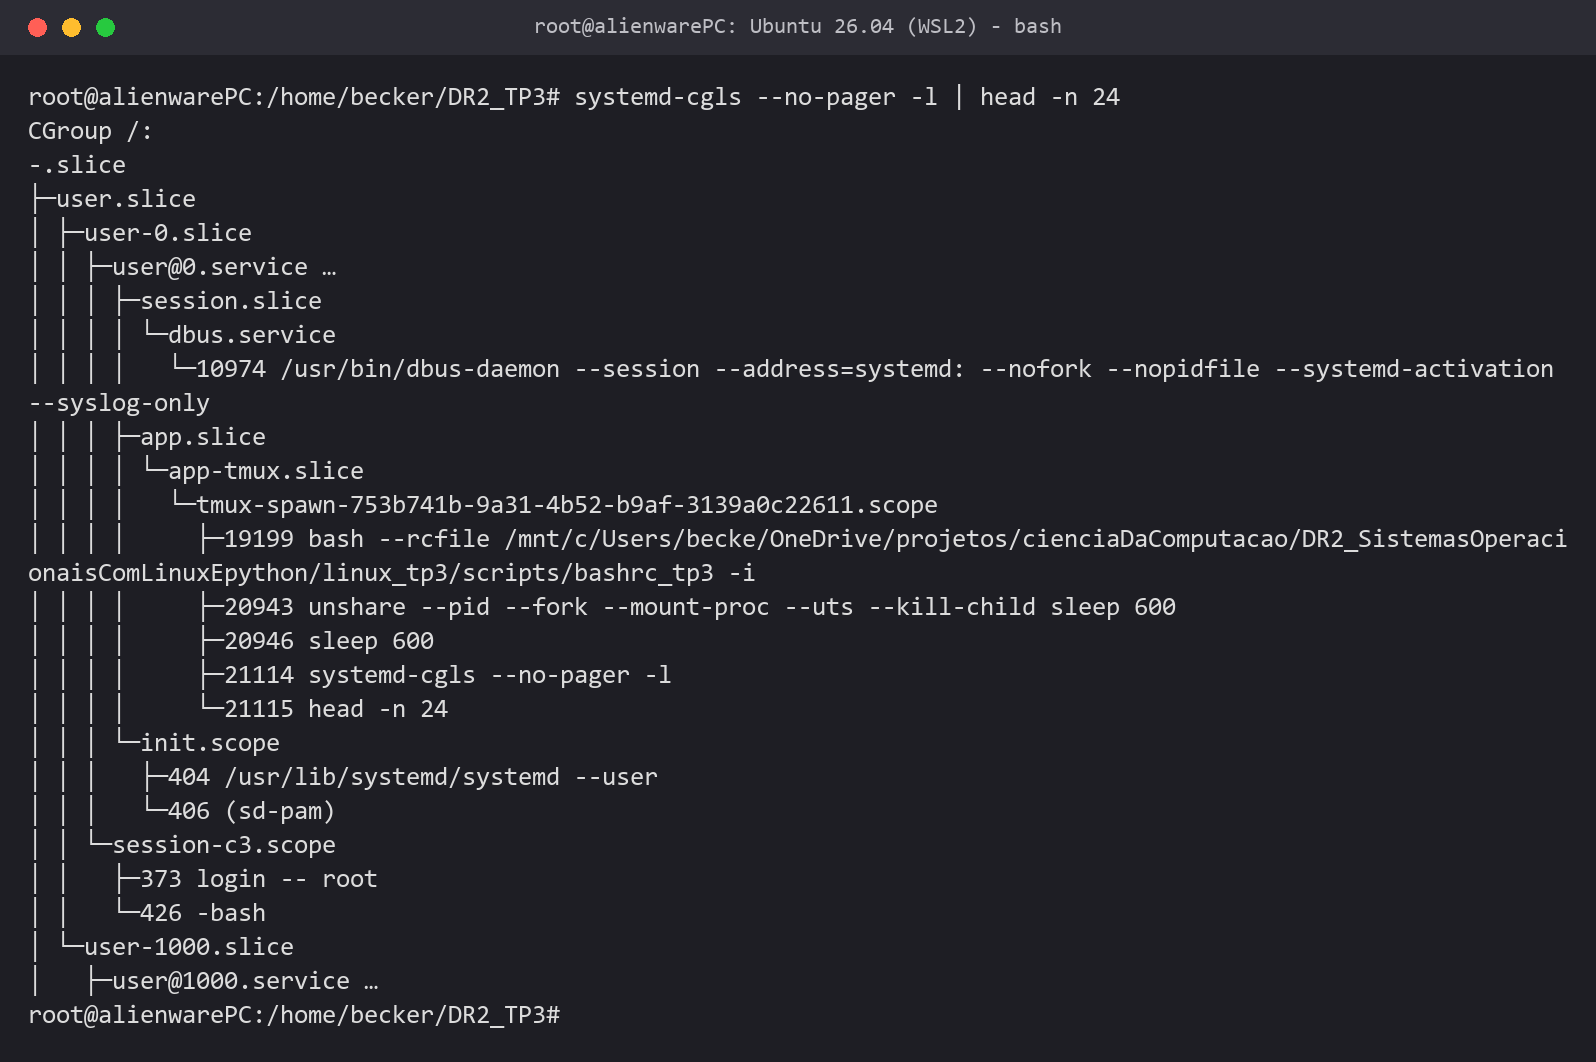 root@alienwarePC: Ubuntu 26.04 (WSL2) - bash
root@alienwarePC:/home/becker/DR2_TP3# systemd-cgls --no-pager -l | head -n 24
CGroup /:
-.slice
├─user.slice
│ ├─user-0.slice
│ │ ├─user@0.service …
│ │ │ ├─session.slice
│ │ │ │ └─dbus.service
│ │ │ │   └─10974 /usr/bin/dbus-daemon --session --address=systemd: --nofork --nopidfile --systemd-activation
--syslog-only
│ │ │ ├─app.slice
│ │ │ │ └─app-tmux.slice
│ │ │ │   └─tmux-spawn-753b741b-9a31-4b52-b9af-3139a0c22611.scope
│ │ │ │     ├─19199 bash --rcfile /mnt/c/Users/becke/OneDrive/projetos/cienciaDaComputacao/DR2_SistemasOperaci
onaisComLinuxEpython/linux_tp3/scripts/bashrc_tp3 -i
│ │ │ │     ├─20943 unshare --pid --fork --mount-proc --uts --kill-child sleep 600
│ │ │ │     ├─20946 sleep 600
│ │ │ │     ├─21114 systemd-cgls --no-pager -l
│ │ │ │     └─21115 head -n 24
│ │ │ └─init.scope
│ │ │   ├─404 /usr/lib/systemd/systemd --user
│ │ │   └─406 (sd-pam)
│ │ └─session-c3.scope
│ │   ├─373 login -- root
│ │   └─426 -bash
│ └─user-1000.slice
│   ├─user@1000.service …
root@alienwarePC:/home/becker/DR2_TP3#